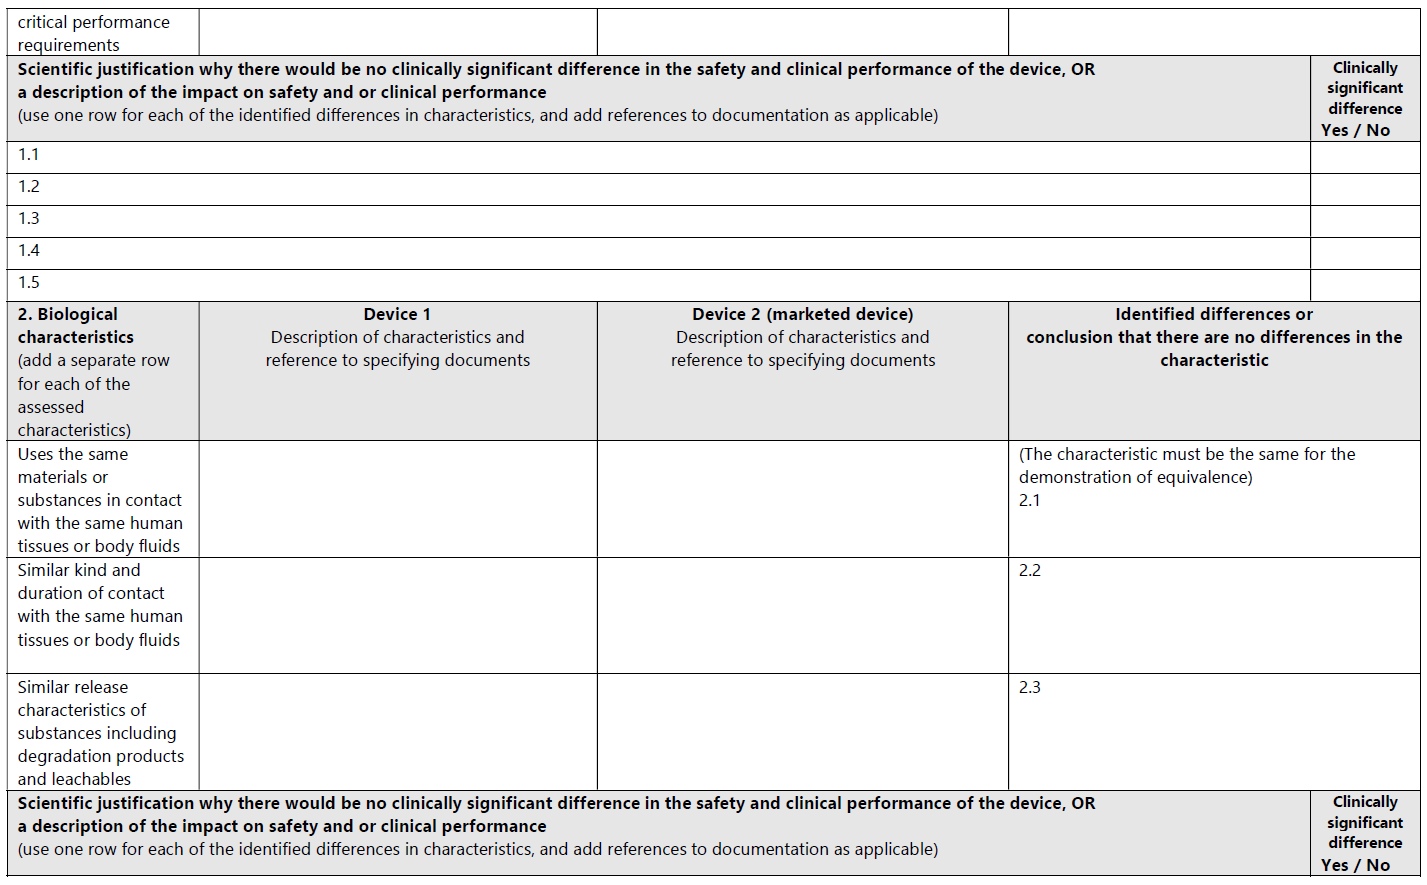 critical performance
requirements
Scientific justification why there would be no clinically significant difference in the safety and clinical performance of the device, OR
a description of the impact on safety and or clinical performance
(use one row for each of the identified differences in characteristics, and add references to documentation as applicable)
Clinically
significant
difference
Yes / No
1.1
1.2
1.3
1.4
1.5
2. Biological
characteristics
(add a separate row
for each of the
assessed
characteristics)
Device 1
Description of characteristics and
reference to specifying documents
Device 2 (marketed device)
Description of characteristics and
reference to specifying documents
Identified differences or
conclusion that there are no differences in the
characteristic
Uses the same
materials or
substances in contact
with the same human
tissues or body fluids
(The characteristic must be the same for the
demonstration of equivalence)
2.1
Similar kind and
duration of contact
with the same human
tissues or body fluids
2.2
Similar release
characteristics of
substances including
degradation products
and leachables
2.3
Scientific justification why there would be no clinically significant difference in the safety and clinical performance of the device, OR
a description of the impact on safety and or clinical performance
(use one row for each of the identified differences in characteristics, and add references to documentation as applicable)
Clinically
significant
difference
Yes / No